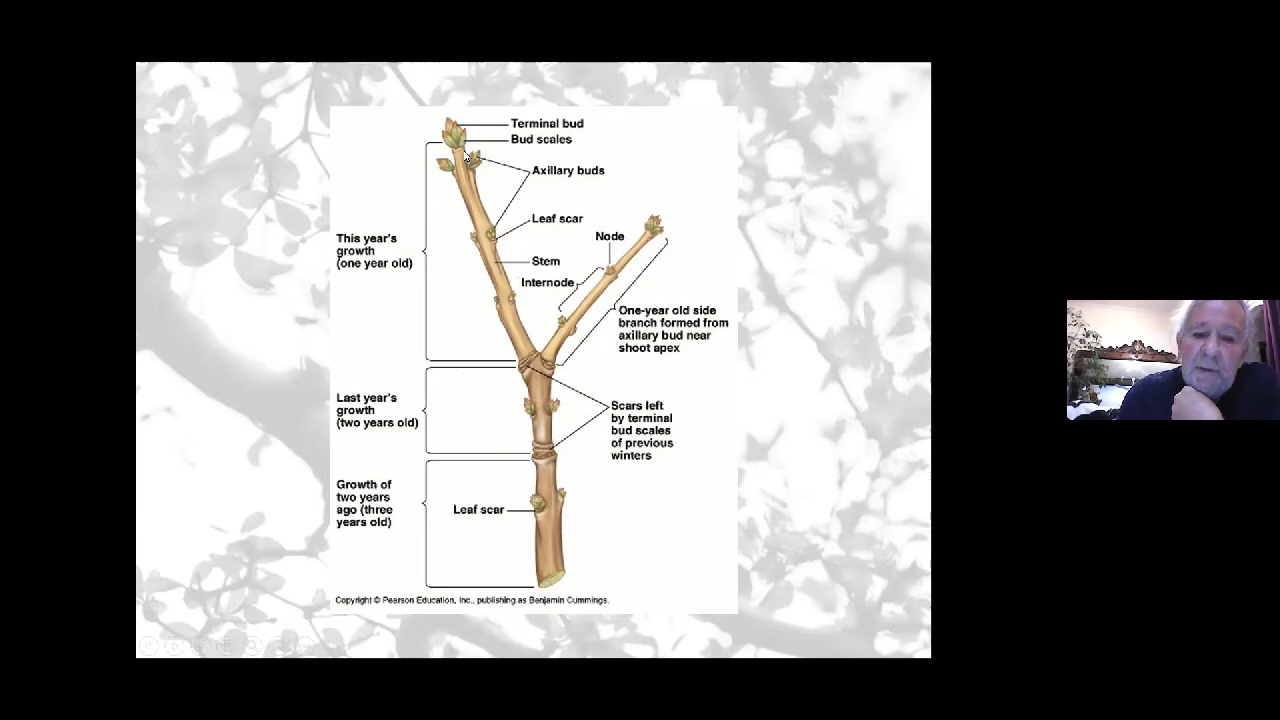 Terminal bud
Bud scales
Axillary buds
Leaf scar
Node
This year's
growth
(one year old)
Stem
Internode
One-year old side
branch formed from
axillary bud near
shoot apex
Last year's
growth
(two years old)
Scars left
by terminal
bud scales
of previous
winters
Growth of
two years
ago (three
years old)
Leaf scar
Copyright © Pearson Education, Inc., publishing as Benjamin Cummings.